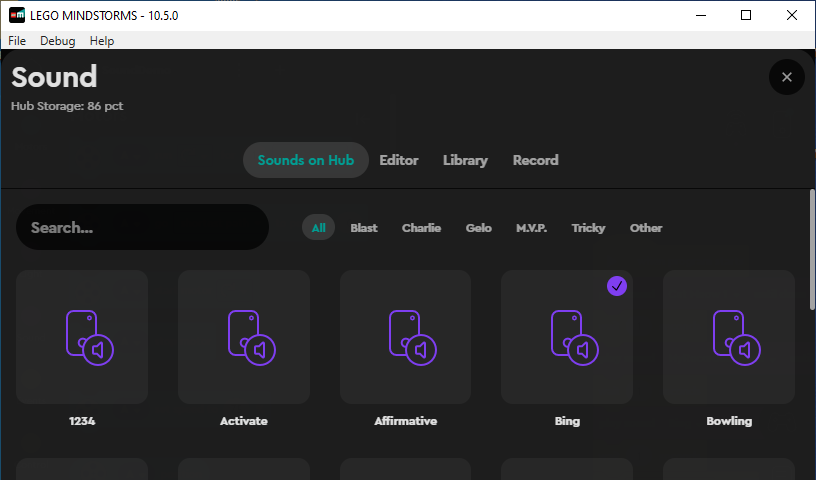 LEGO MINDSTORMS - 10.5.0
File Debug Help
Sound
Hub Storage: 86 pct
Sounds on Hub Editor Library Record
Search... All Blast Charlie Gelo M.V.P. Tricky Other
1234 Activate Affirmative Bing Bowling